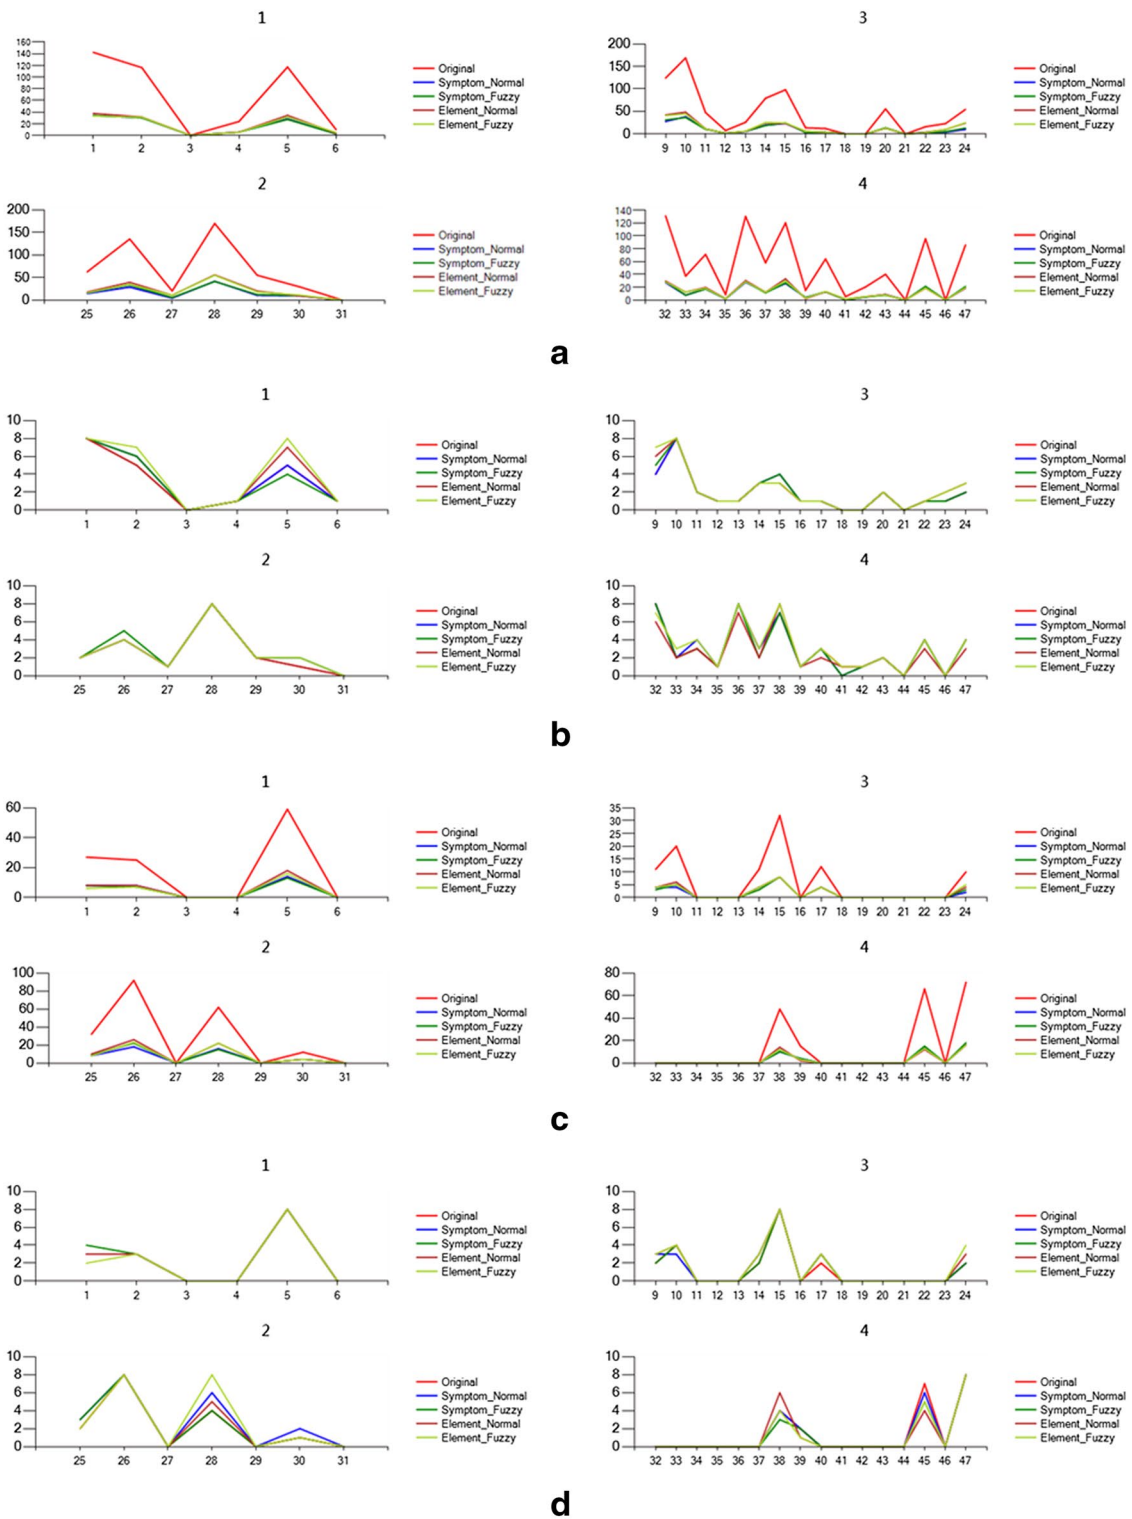 1
160
140
120
100
80
60
40
20
0
1 2 3 4 5 6
Original
Symptom_Normal
Symptom_Fuzzy
Element_Normal
Element_Fuzzy
3
200
150
100
50
0
9 10 11 12 13 14 15 16 17 18 19 20 21 22 23 24
Original
Symptom_Normal
Symptom_Fuzzy
Element_Normal
Element_Fuzzy
2
200
150
100
50
0
25 26 27 28 29 30 31
Original
Symptom_Normal
Symptom_Fuzzy
Element_Normal
Element_Fuzzy
4
140
120
100
80
60
40
20
0
32 33 34 35 36 37 38 39 40 41 42 43 44 45 46 47
Original
Symptom_Normal
Symptom_Fuzzy
Element_Normal
Element_Fuzzy
a
1
10
8
6
4
2
0
1 2 3 4 5 6
Original
Symptom_Normal
Symptom_Fuzzy
Element_Normal
Element_Fuzzy
3
10
8
6
4
2
0
9 10 11 12 13 14 15 16 17 18 19 20 21 22 23 24
Original
Symptom_Normal
Symptom_Fuzzy
Element_Normal
Element_Fuzzy
2
10
8
6
4
2
0
25 26 27 28 29 30 31
Original
Symptom_Normal
Symptom_Fuzzy
Element_Normal
Element_Fuzzy
4
10
8
6
4
2
0
32 33 34 35 36 37 38 39 40 41 42 43 44 45 46 47
Original
Symptom_Normal
Symptom_Fuzzy
Element_Normal
Element_Fuzzy
b
1
60
40
20
0
1 2 3 4 5 6
Original
Symptom_Normal
Symptom_Fuzzy
Element_Normal
Element_Fuzzy
3
35
30
25
20
15
10
5
0
9 10 11 12 13 14 15 16 17 18 19 20 21 22 23 24
Original
Symptom_Normal
Symptom_Fuzzy
Element_Normal
Element_Fuzzy
2
100
80
60
40
20
0
25 26 27 28 29 30 31
Original
Symptom_Normal
Symptom_Fuzzy
Element_Normal
Element_Fuzzy
4
80
60
40
20
0
32 33 34 35 36 37 38 39 40 41 42 43 44 45 46 47
Original
Symptom_Normal
Symptom_Fuzzy
Element_Normal
Element_Fuzzy
c
1
10
8
6
4
2
0
1 2 3 4 5 6
Original
Symptom_Normal
Symptom_Fuzzy
Element_Normal
Element_Fuzzy
3
10
8
6
4
2
0
9 10 11 12 13 14 15 16 17 18 19 20 21 22 23 24
Original
Symptom_Normal
Symptom_Fuzzy
Element_Normal
Element_Fuzzy
2
10
8
6
4
2
0
25 26 27 28 29 30 31
Original
Symptom_Normal
Symptom_Fuzzy
Element_Normal
Element_Fuzzy
4
10
8
6
4
2
0
32 33 34 35 36 37 38 39 40 41 42 43 44 45 46 47
Original
Symptom_Normal
Symptom_Fuzzy
Element_Normal
Element_Fuzzy
d